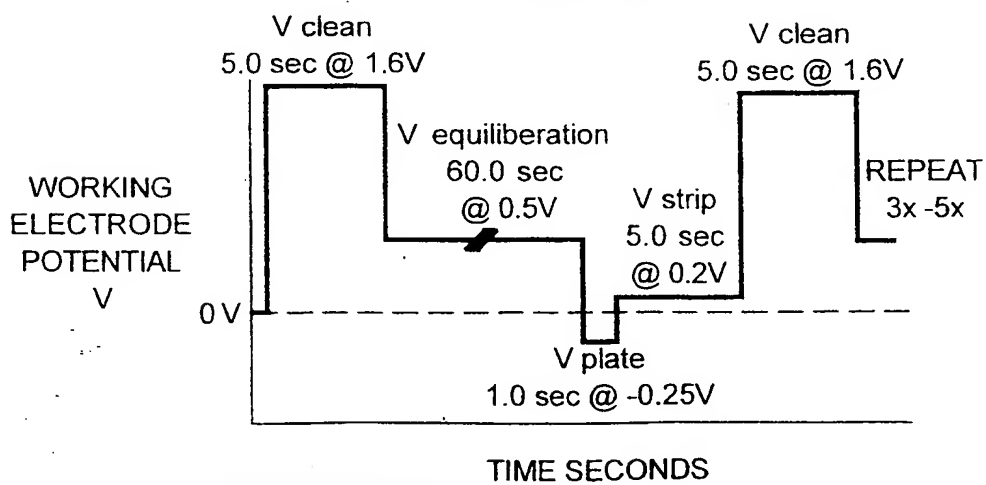 V clean
5.0 sec @ 1.6V
V clean
5.0 sec @ 1.6V
V equiliberation
60.0 sec
@ 0.5V
V strip
5.0 sec
@ 0.2V
REPEAT
3x -5x
WORKING
ELECTRODE
POTENTIAL
V
0 V
V plate
1.0 sec @ -0.25V
TIME SECONDS